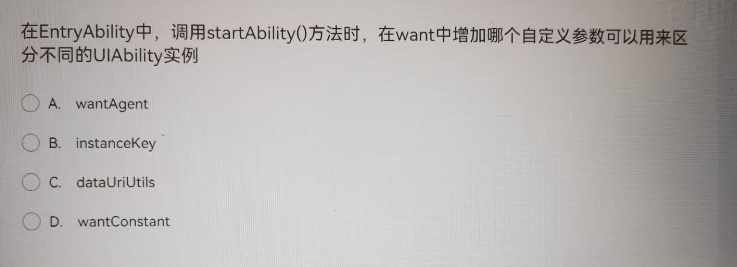 在EntryAbility中，调用startAbility()方法时，在want中增加哪个自定义参数可以用来区
分不同的UIAbility实例
A. wantAgent
B. instanceKey
C. dataUriUtils
D. wantConstant